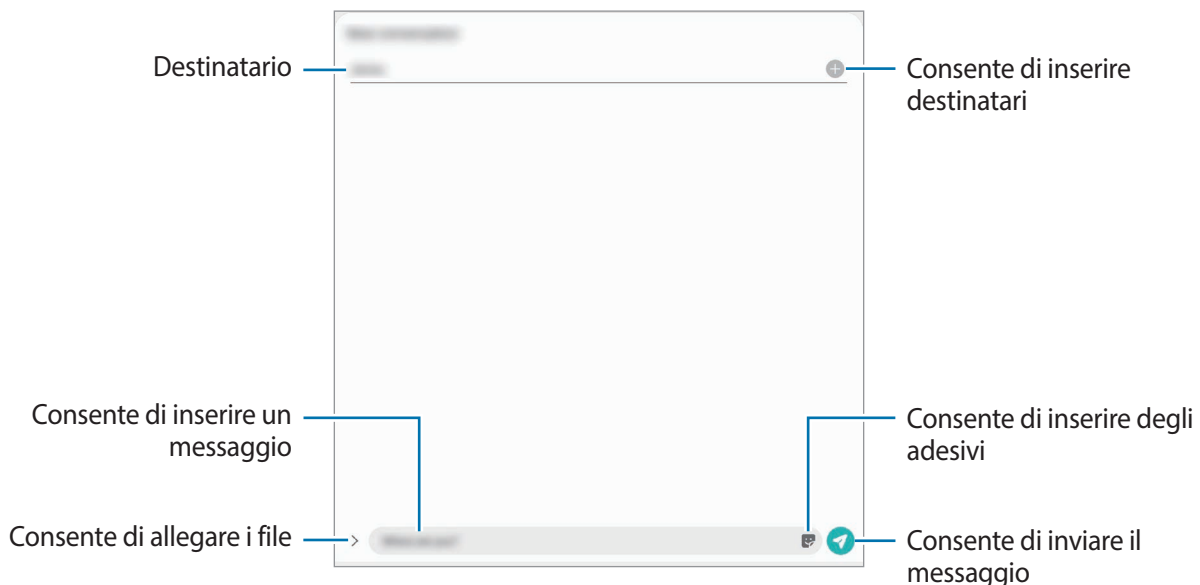 Destinatario
Consente di inserire
destinatari
Consente di inserire un
messaggio
Consente di inserire degli
adesivi
Consente di allegare i file
Consente di inviare il
messaggio